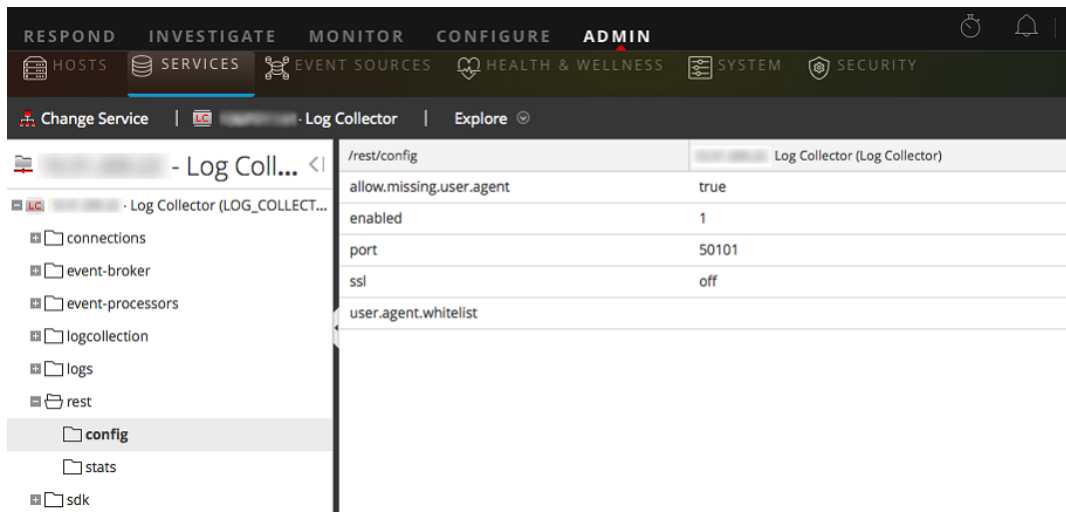 RESPOND INVESTIGATE MONITOR CONFIGURE ADMIN
HOSTS SERVICES EVENT SOURCES HEALTH & WELLNESS SYSTEM SECURITY
Change Service | LC - Log Collector | Explore
- Log Coll...
/rest/config Log Collector (Log Collector)
allow.missing.user.agent true
LC - Log Collector (LOG_COLLECT...
enabled 1
connections
port 50101
event-broker
ssl off
event-processors
user.agent.whitelist
logcollection
logs
rest
config
stats
sdk